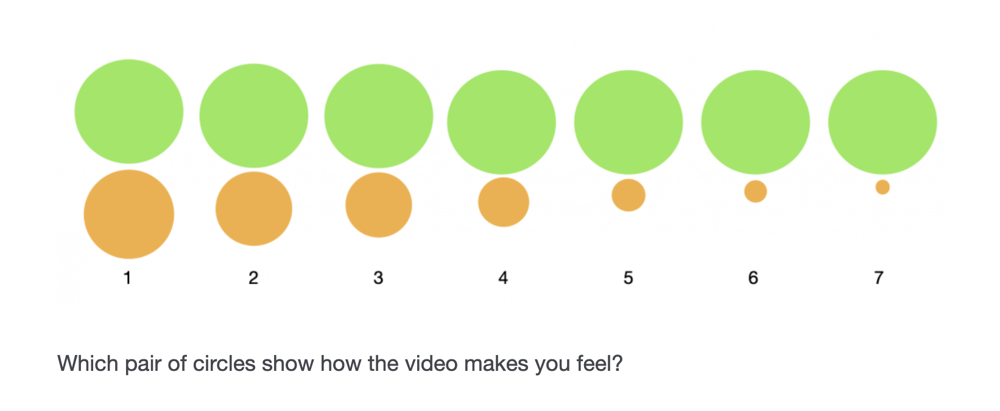 1 2 3 4 5 6 7
Which pair of circles show how the video makes you feel?